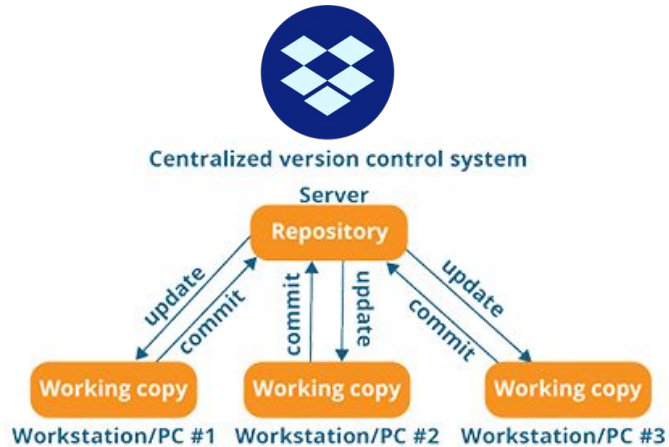 Centralized version control system
Server
Repository
update
commit
commit
update
update
commit
Working copy
Working copy
Working copy
Workstation/PC #1
Workstation/PC #2
Workstation/PC #3